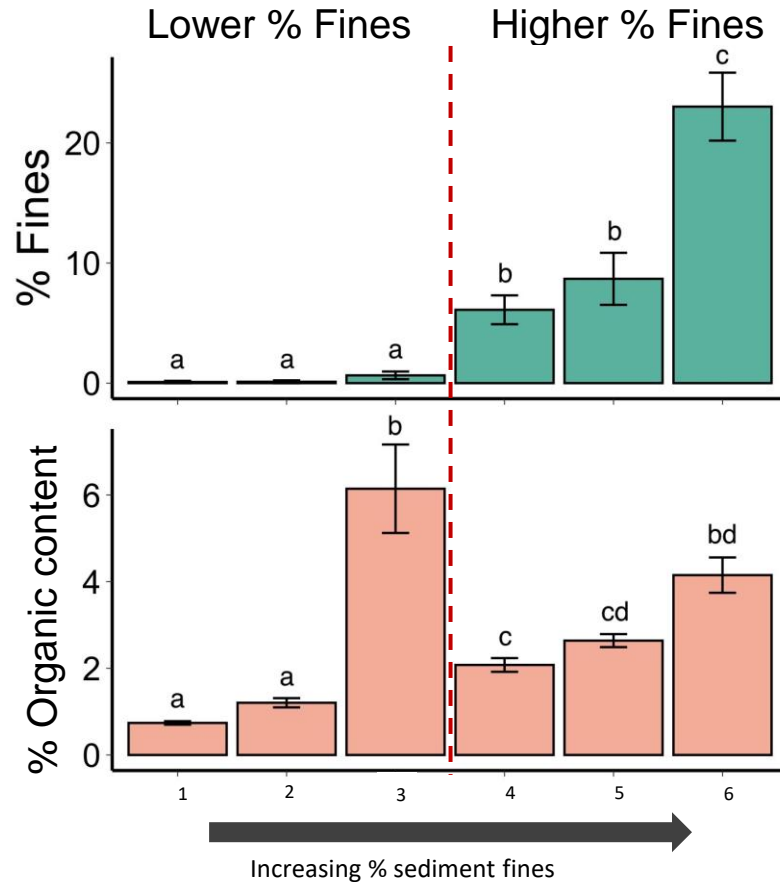 Lower % Fines Higher % Fines
% Fines
20
10
0
a a a b b c
% Organic content
6
4
2
0
a a b c cd bd
1 2 3 4 5 6
Increasing % sediment fines